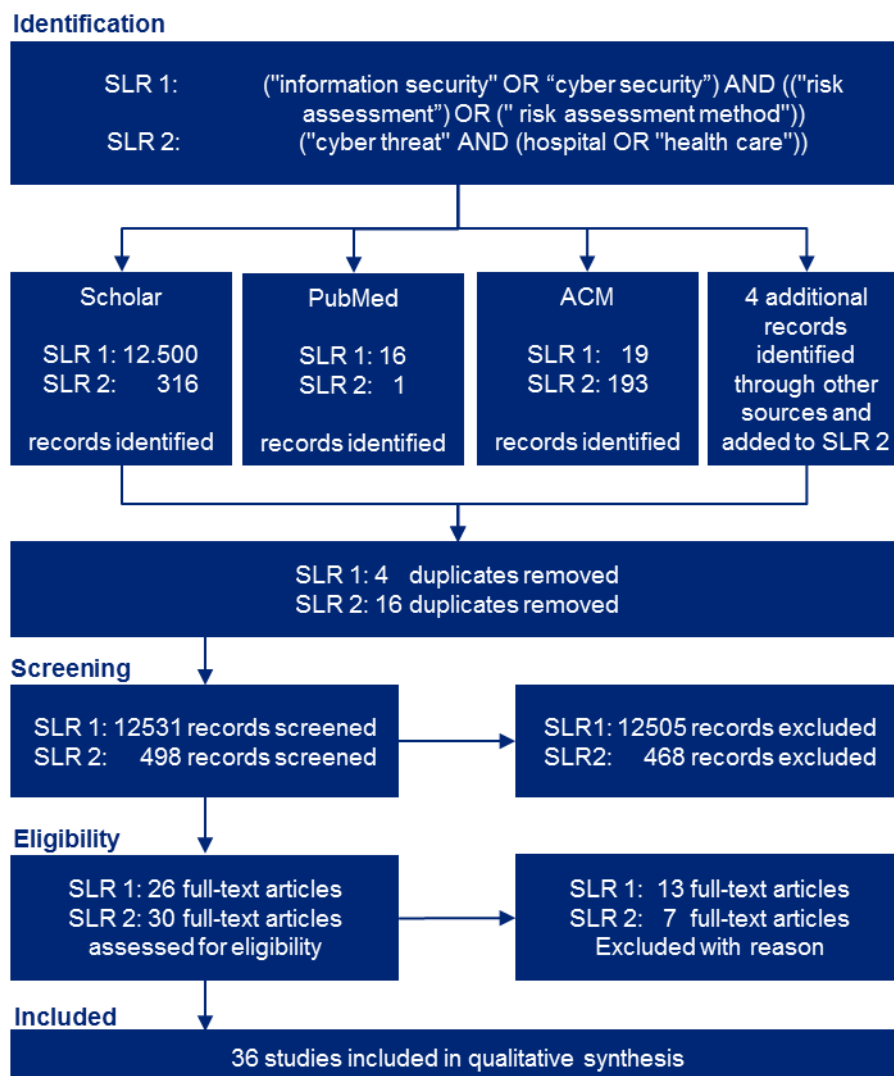 Identification
SLR 1: ("information security" OR “cyber security”) AND (("risk
assessment”) OR (" risk assessment method"))
SLR 2: ("cyber threat" AND (hospital OR "health care"))
Scholar
SLR 1: 12.500
SLR 2: 316
records identified
PubMed
SLR 1: 16
SLR 2: 1
records identified
ACM
SLR 1: 19
SLR 2: 193
records identified
4 additional
records
identified
through other
sources and
added to SLR 2
SLR 1: 4 duplicates removed
SLR 2: 16 duplicates removed
Screening
SLR 1: 12531 records screened
SLR 2: 498 records screened
SLR1: 12505 records excluded
SLR2: 468 records excluded
Eligibility
SLR 1: 26 full-text articles
SLR 2: 30 full-text articles
assessed for eligibility
SLR 1: 13 full-text articles
SLR 2: 7 full-text articles
Excluded with reason
Included
36 studies included in qualitative synthesis